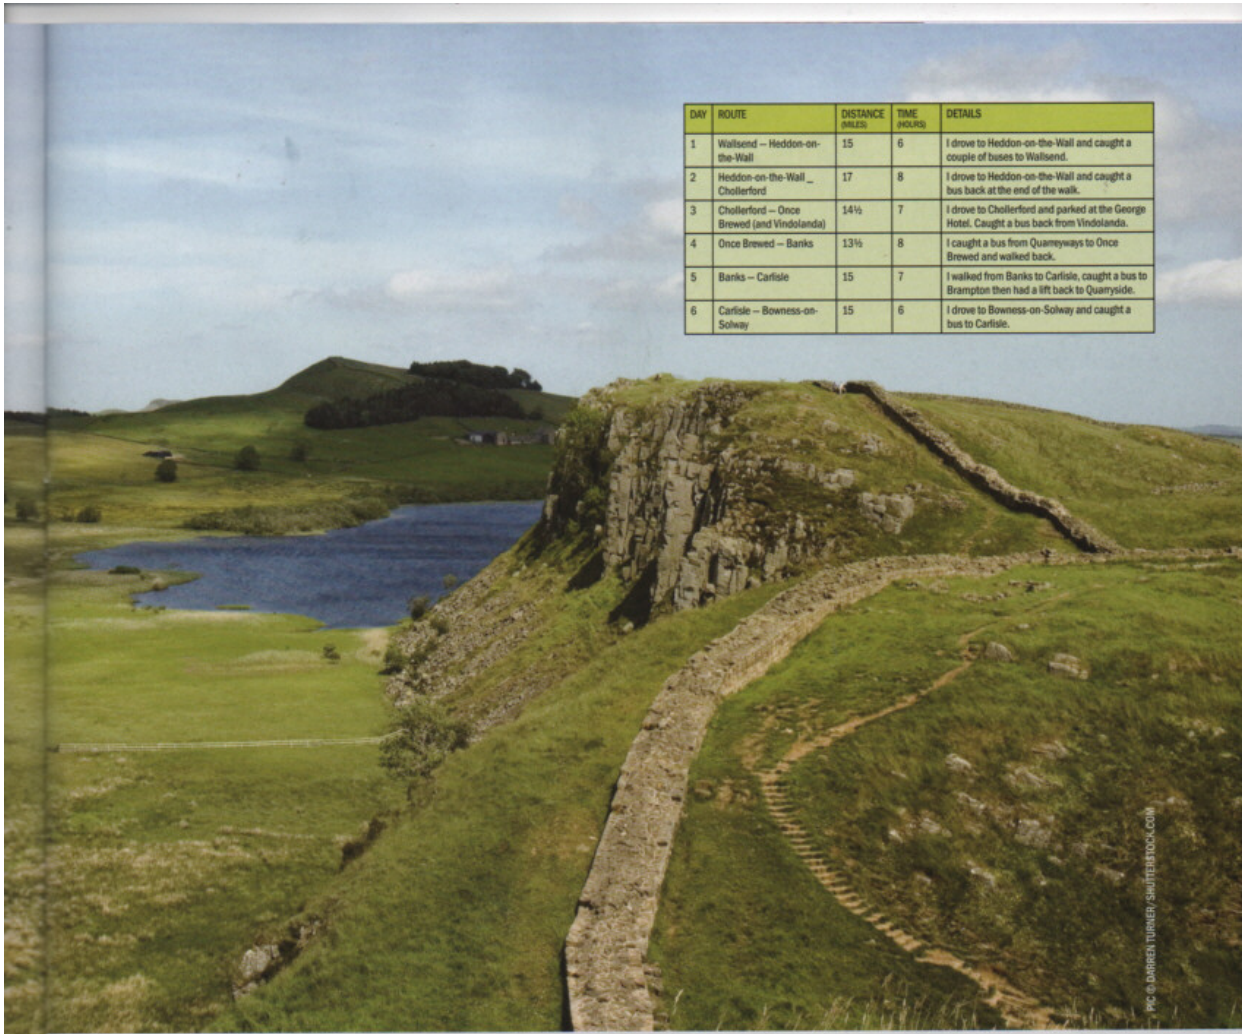 DAY ROUTE DISTANCE (MILES) TIME (HOURS) DETAILS
1 Wallsend — Heddon-on- 15 6 I drove to Heddon-on-the-Wall and caught a
the-Wall couple of buses to Wallsend.
2 Heddon-on-the-Wall _ 17 8 I drove to Heddon-on-the-Wall and caught a
Chollerford bus back at the end of the walk.
3 Chollerford — Once 14½ 7 I drove to Chollerford and parked at the George
Brewed (and Vindolanda) Hotel. Caught a bus back from Vindolanda.
4 Once Brewed — Banks 13½ 8 I caught a bus from Quarreyways to Once
Brewed and walked back.
5 Banks — Carlisle 15 7 I walked from Banks to Carlisle, caught a bus to
Brampton then had a lift back to Quarryside.
6 Carlisle — Bowness-on- 15 6 I drove to Bowness-on-Solway and caught a
Solway bus to Carlisle.
PIC © DARREN TURNER/SHUTTERSTOCK.COM